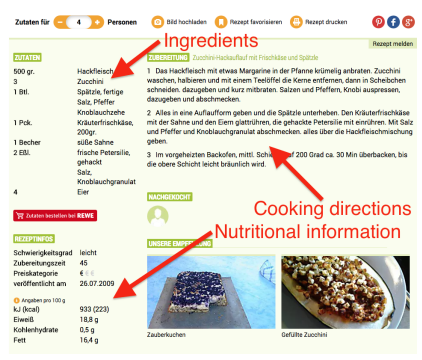 Zutaten für - 4 + Personen Bild hochladen Rezept favorisieren Rezept drucken
Ingredients
Rezept melden
ZUTATEN
500 gr. Hackfleisch
3 Zucchini
1 Btl. Spätzle, fertige
Salz, Pfeffer
Knoblauchzehe
1 Pck. Kräuterfrischkäse,
200gr.
1 Becher süße Sahne
2 Eßl. frische Petersilie,
gehackt
Salz,
Knoblauchgranulat
4 Eier
Zutaten bestellen bei REWE
ZUBEREITUNG Zucchini-Hackauflauf mit Frischkäse und Spätzle
1 Das Hackfleisch mit etwas Margarine in der Pfanne krümelig anbraten. Zucchini
waschen, halbieren und mit einem Teelöffel die Kerne entfernen, dann in Scheibchen
schneiden. dazugeben und kurz mitbraten. Salzen und Pfeffern, Knobi auspressen,
dazugeben und abschmecken.
2 Alles in eine Auflaufform geben und die Spätzle unterheben. Den Kräuterfrischkäse
mit der Sahne und den Eiern glattrühren, die gehackte Petersilie mit einrühren. Mit Salz
und Pfeffer und Knoblauchgranulat abschmecken. alles über die Hackfleischmischung
geben.
3 Im vorgeheizten Backofen, mittl. auf 200 Grad ca. 30 Min überbacken, bis
die obere Schicht leicht bräunlich wird.
NACHGEKOCHT
Cooking directions
Nutritional information
REZEPTINFOS
Schwierigkeitsgrad leicht
Zubereitungszeit 45
Preiskategorie € € €
veröffentlicht am 26.07.2009
Angaben pro 100 g
kJ (kcal) 933 (223)
Eiweiß 18,8 g
Kohlenhydrate 0,5 g
Fett 16,4 g
UNSERE EMPFEHLUNG
Zauberkuchen
Gefüllte Zucchini